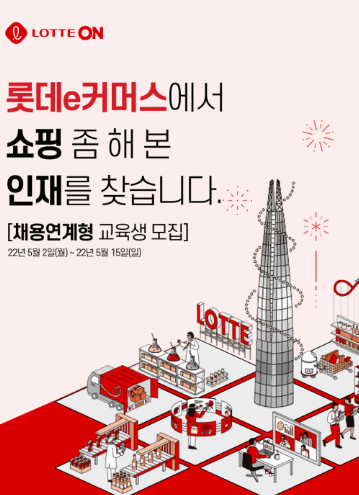 LOTTE ON
롯데e커머스에서
쇼핑 좀 해 본
인재를 찾습니다.
[채용연계형 교육생 모집]
22년 5월 2일(월) ~ 22년 5월 15일(일)
LOTTE